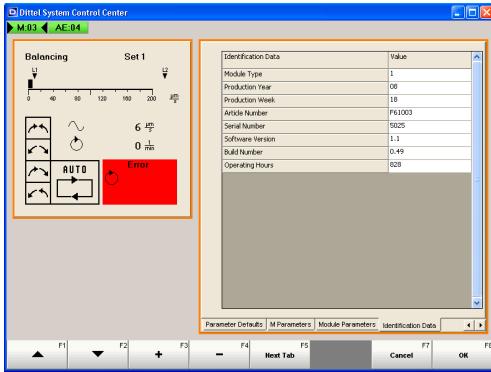 Dittel System Control Center
M:03 AE:04
Balancing Set 1
L1 L2
0 40 80 120 160 200 µm/s
6 µm/s
0 1/min
AUTO
Error
Identification Data Value
Module Type 1
Production Year 08
Production Week 18
Article Number F61003
Serial Number 5025
Software Version 1.1
Build Number 0.49
Operating Hours 828
Parameter Defaults M Parameters Module Parameters Identification Data
F1 F2 F3 F4 F5 F7 F8
+ - Next Tab Cancel OK